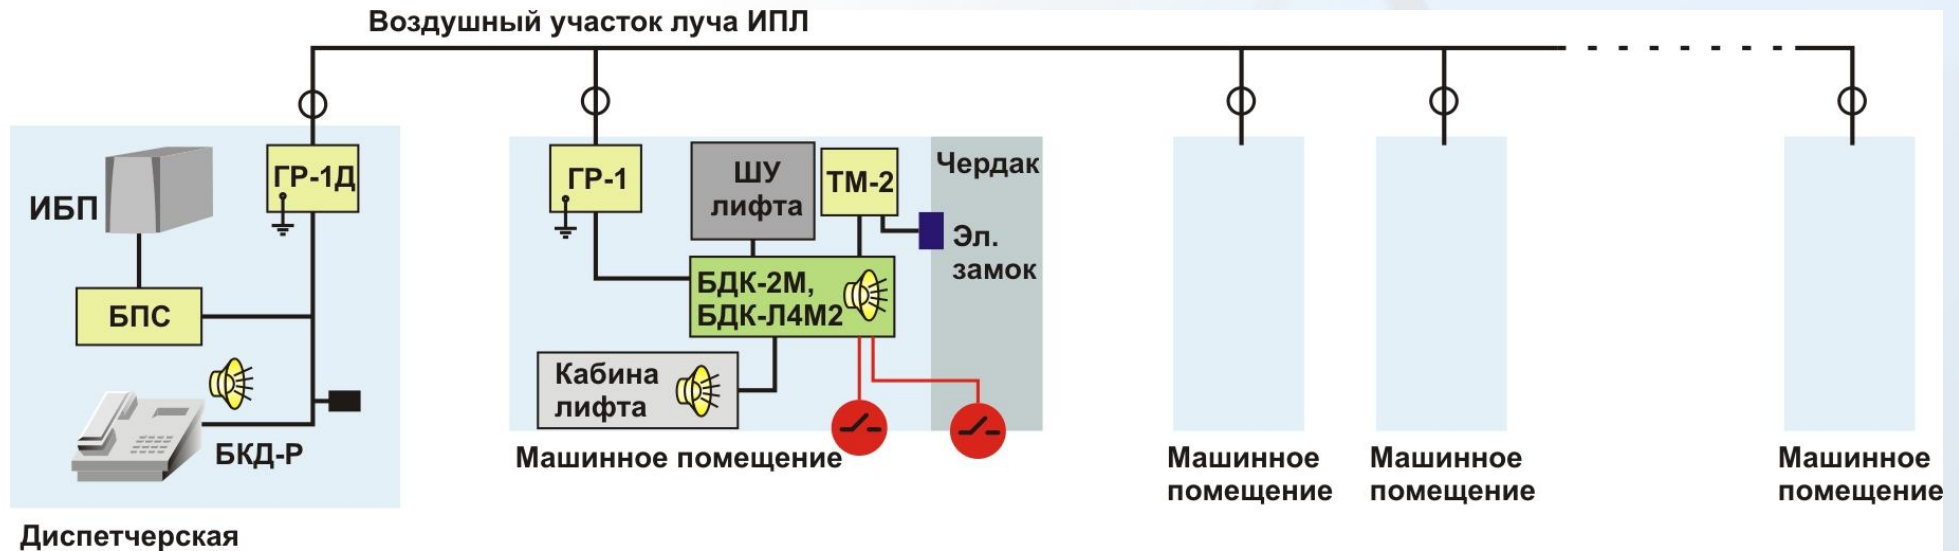 Воздушный участок луча ИПЛ
ИБП
ГР-1Д
БПС
БКД-Р
Диспетчерская
ГР-1
ШУ
лифта
ТМ-2
Чердак
Эл.
замок
БДК-2М,
БДК-Л4М2
Кабина
лифта
Машинное помещение
Машинное
помещение
Машинное
помещение
Машинное
помещение